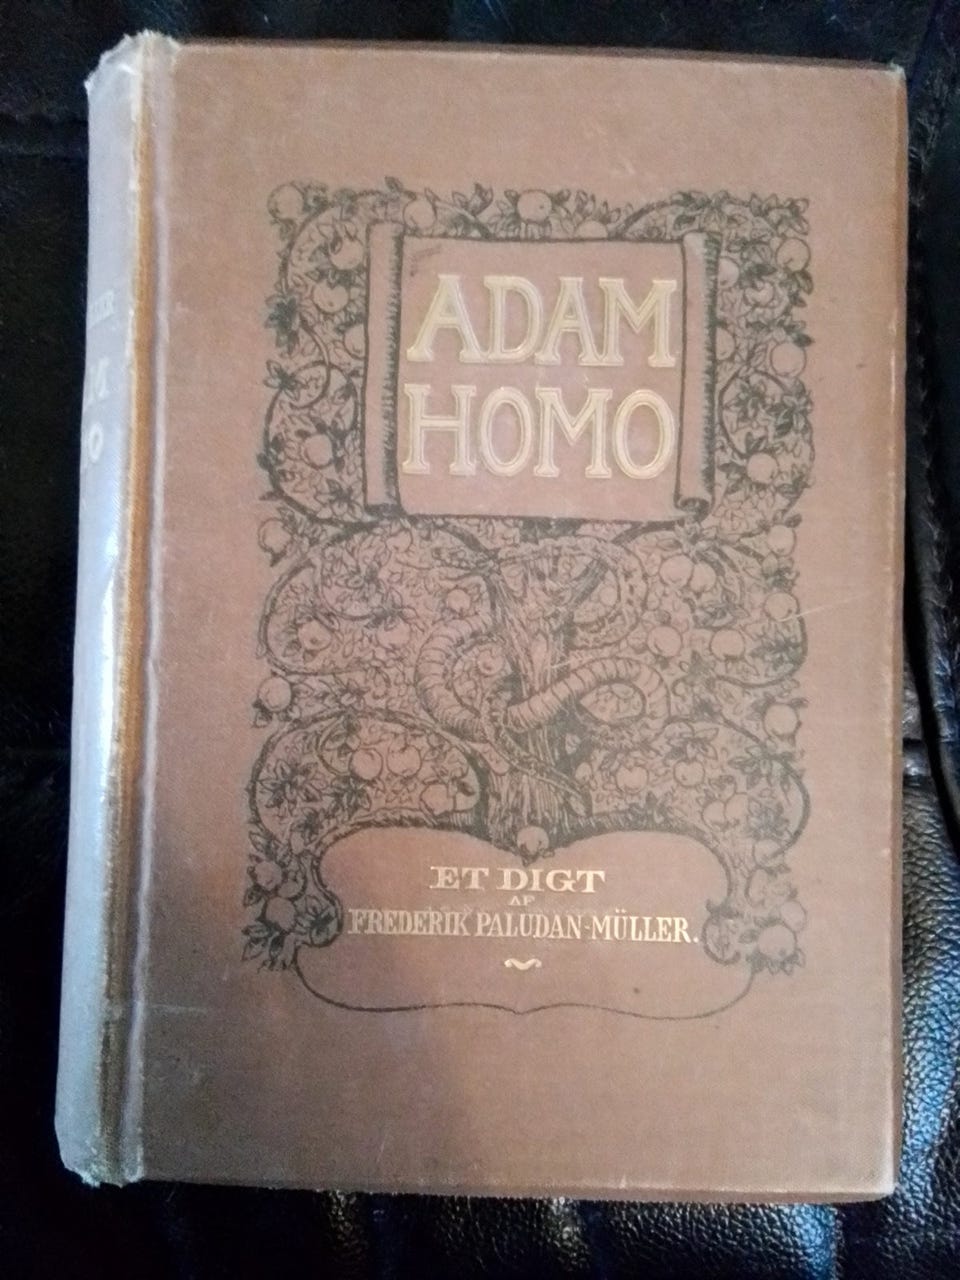 ADAM
HOMO
ET DIGT
AF
FREDERIK PALUDAN-MÜLLER.